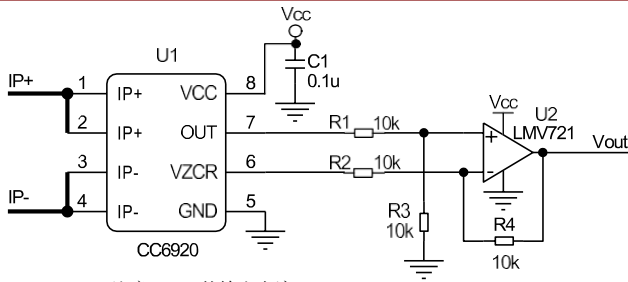 Vcc
U1
C1
0.1u
IP+
1
IP+
VCC
8
2
IP+
OUT
7
R1
10k
Vcc
U2
LMV721
3
IP-
VZCR
6
R2
10k
+
-
Vout
IP-
4
IP-
GND
5
R3
10k
R4
10k
CC6920